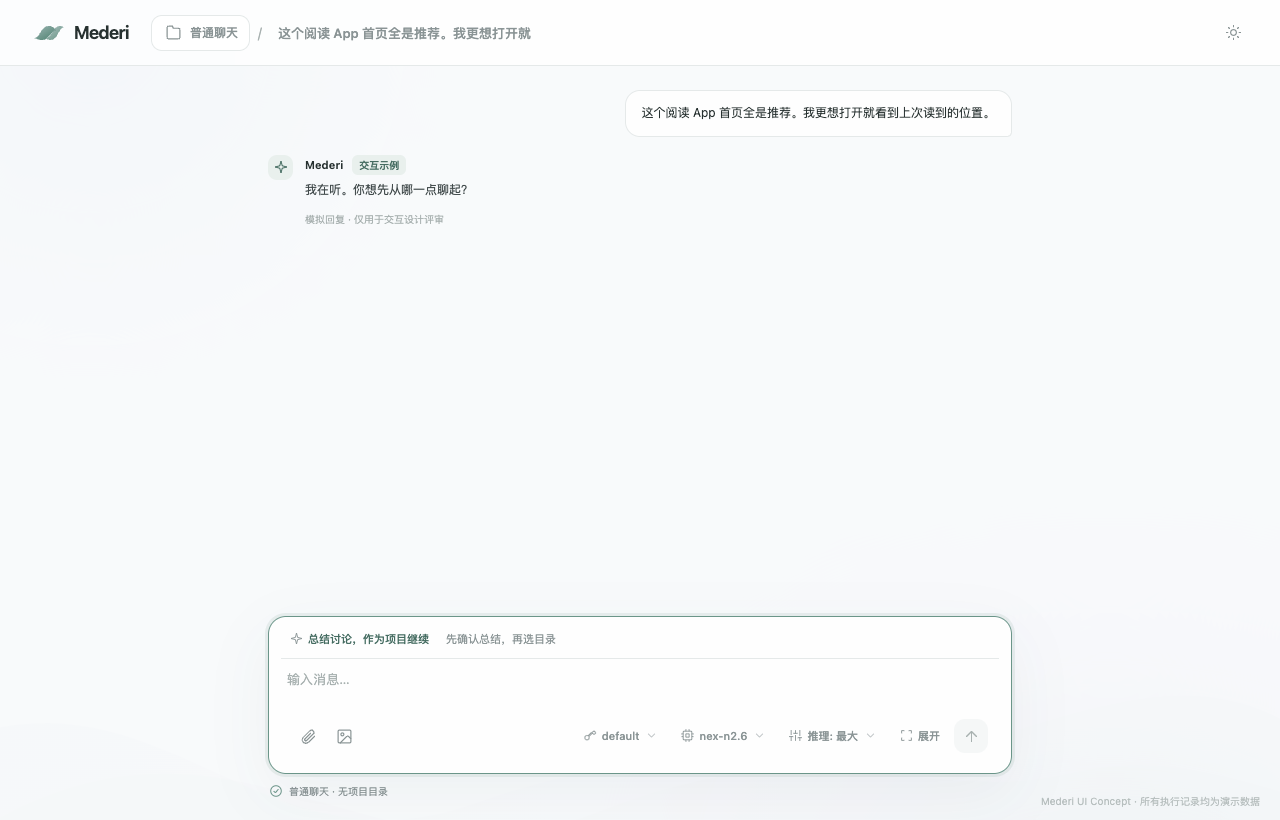 Mederi
普通聊天 / 这个阅读 App 首页全是推荐。我更想打开就
这个阅读 App 首页全是推荐。我更想打开就看到上次读到的位置。
Mederi 交互示例
我在听。你想先从哪一点聊起?
模拟回复 · 仅用于交互设计评审
总结讨论，作为项目继续 先确认总结，再选目录
输入消息...
default nex-n2.6 推理: 最大 展开
普通聊天 · 无项目目录
Mederi UI Concept · 所有执行记录均为演示数据